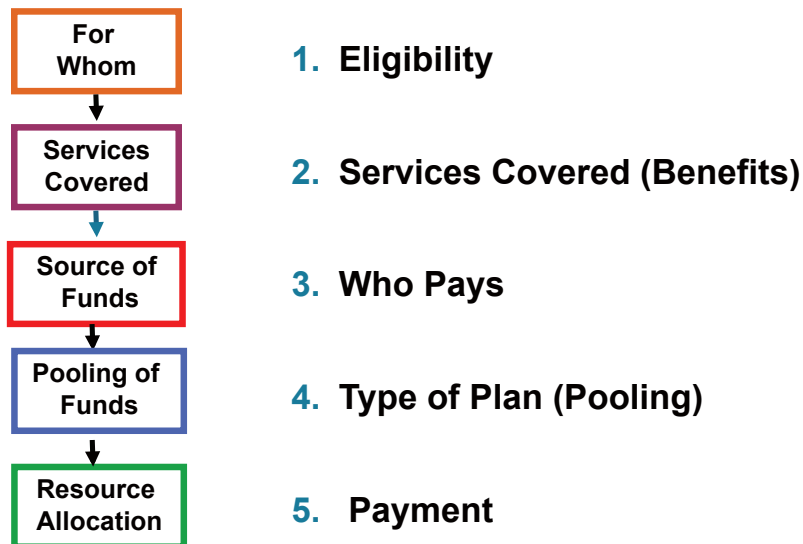 For
Whom
1. Eligibility
Services
Covered
2. Services Covered (Benefits)
Source of
Funds
3. Who Pays
Pooling of
Funds
4. Type of Plan (Pooling)
Resource
Allocation
5. Payment